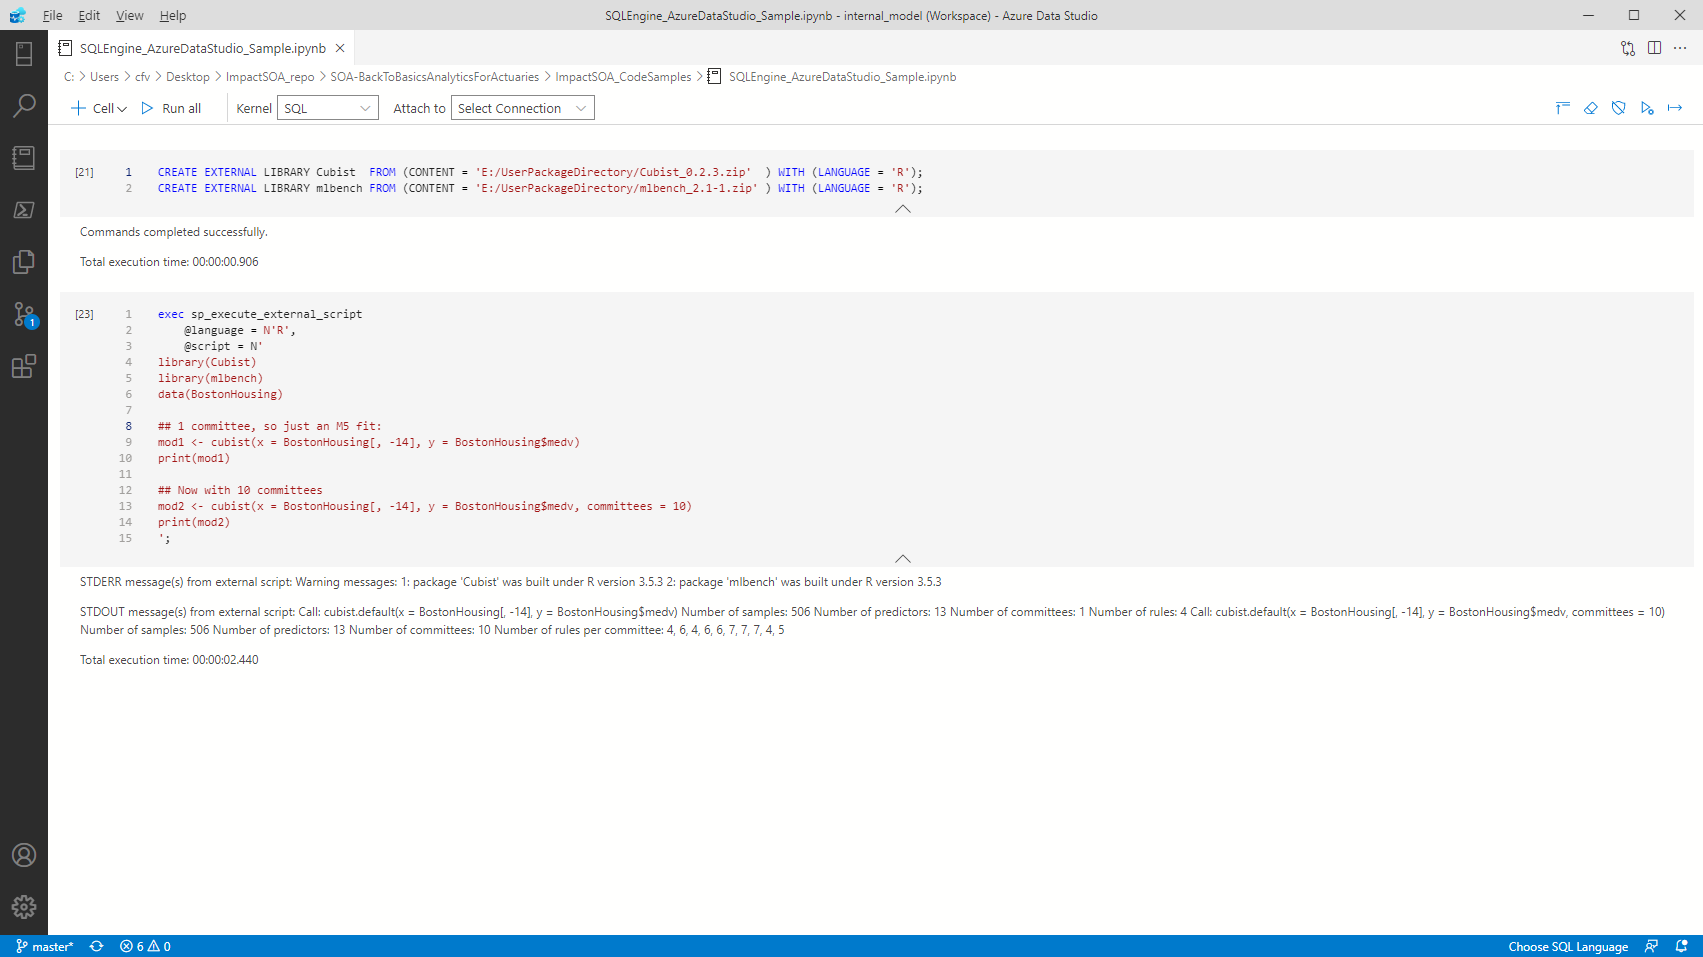 File Edit View Help
SQLEngine_AzureDataStudio_Sample.ipynb - internal_model (Workspace) - Azure Data Studio
SQLEngine_AzureDataStudio_Sample.ipynb
C: > Users > cfv > Desktop > ImpactSOA_repo > SOA-BackToBasicsAnalyticsForActuaries > ImpactSOA_CodeSamples > SQLEngine_AzureDataStudio_Sample.ipynb
Cell Run all Kernel SQL Attach to Select Connection
[21] 1 CREATE EXTERNAL LIBRARY Cubist  FROM (CONTENT = 'E:/UserPackageDirectory/Cubist_0.2.3.zip'  ) WITH (LANGUAGE = 'R');
2 CREATE EXTERNAL LIBRARY mlbench FROM (CONTENT = 'E:/UserPackageDirectory/mlbench_2.1-1.zip' ) WITH (LANGUAGE = 'R');
Commands completed successfully.
Total execution time: 00:00:00.906
[23] 1 exec sp_execute_external_script
2     @language = N'R',
3     @script = N'
4 library(Cubist)
5 library(mlbench)
6 data(BostonHousing)
7
8 ## 1 committee, so just an M5 fit:
9 mod1 <- cubist(x = BostonHousing[, -14], y = BostonHousing$medv)
10 print(mod1)
11
12 ## Now with 10 committees
13 mod2 <- cubist(x = BostonHousing[, -14], y = BostonHousing$medv, committees = 10)
14 print(mod2)
15 ';
STDERR message(s) from external script: Warning messages: 1: package 'Cubist' was built under R version 3.5.3 2: package 'mlbench' was built under R version 3.5.3
STDOUT message(s) from external script: Call: cubist.default(x = BostonHousing[, -14], y = BostonHousing$medv) Number of samples: 506 Number of predictors: 13 Number of committees: 1 Number of rules: 4 Call: cubist.default(x = BostonHousing[, -14], y = BostonHousing$medv, committees = 10)
Number of samples: 506 Number of predictors: 13 Number of committees: 10 Number of rules per committee: 4, 6, 4, 6, 6, 7, 7, 7, 4, 5
Total execution time: 00:00:02.440
1
master* 6 0 Choose SQL Language